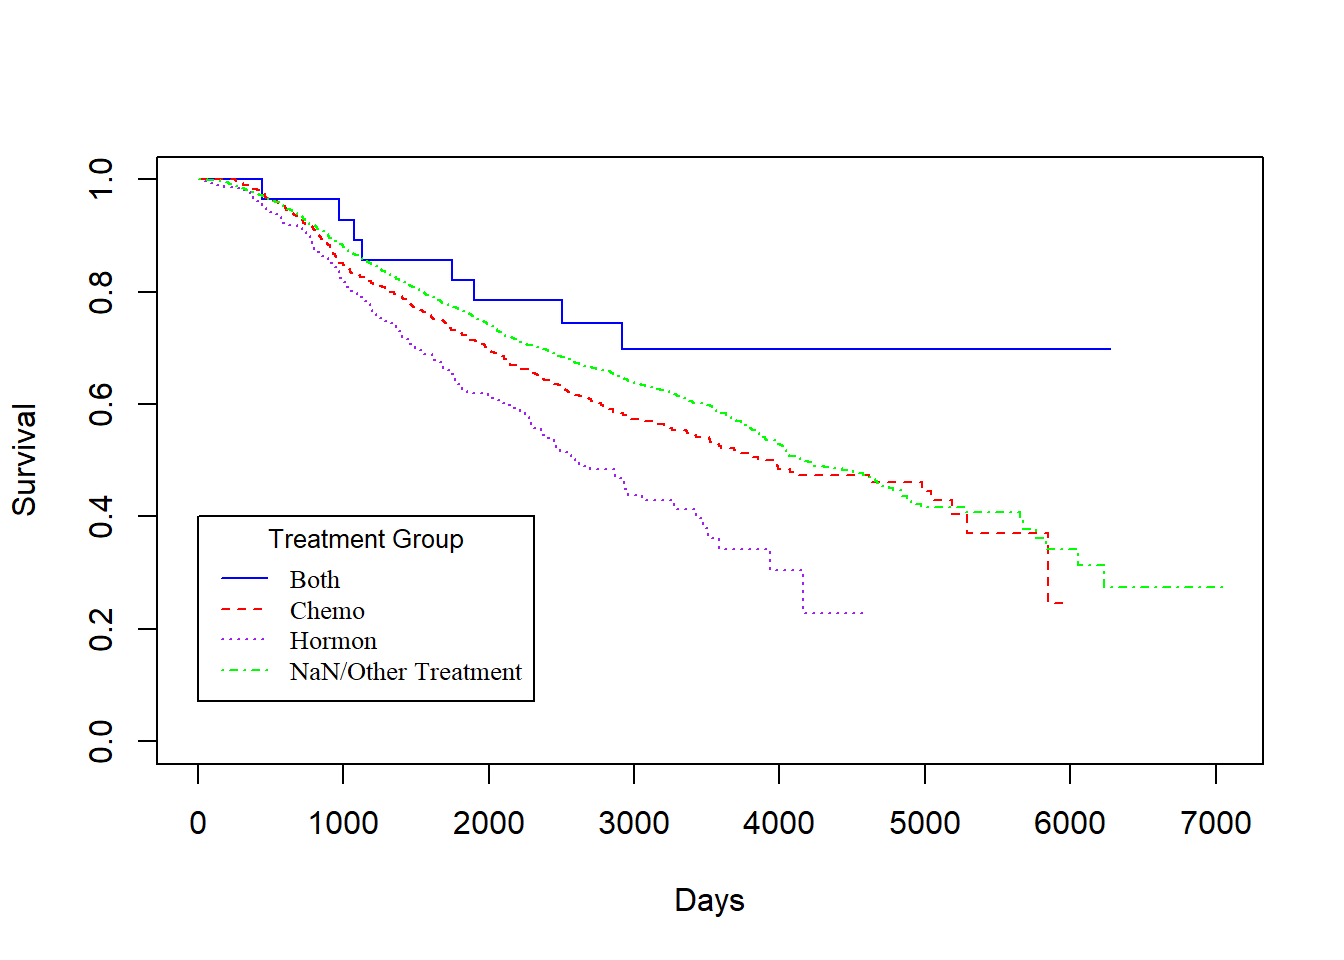 1.0
0.8
0.6
0.4
0.2
0.0
Survival
Treatment Group
Both
Chemo
Hormon
NaN/Other Treatment
0 1000 2000 3000 4000 5000 6000 7000
Days